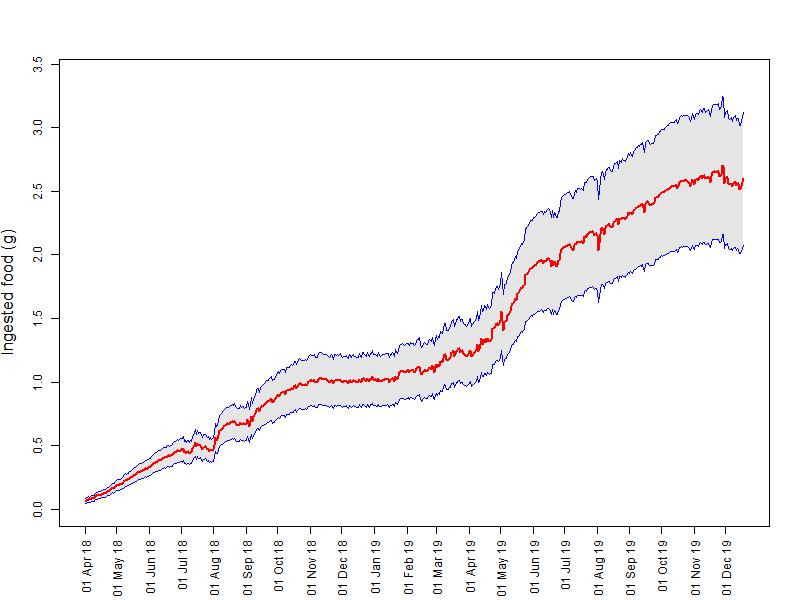 Ingested food (g)
3.5
3.0
2.5
2.0
1.5
1.0
0.5
0.0
01 Apr 18
01 May 18
01 Jun 18
01 Jul 18
01 Aug 18
01 Sep 18
01 Oct 18
01 Nov 18
01 Dec 18
01 Jan 19
01 Feb 19
01 Mar 19
01 Apr 19
01 May 19
01 Jun 19
01 Jul 19
01 Aug 19
01 Sep 19
01 Oct 19
01 Nov 19
01 Dec 19